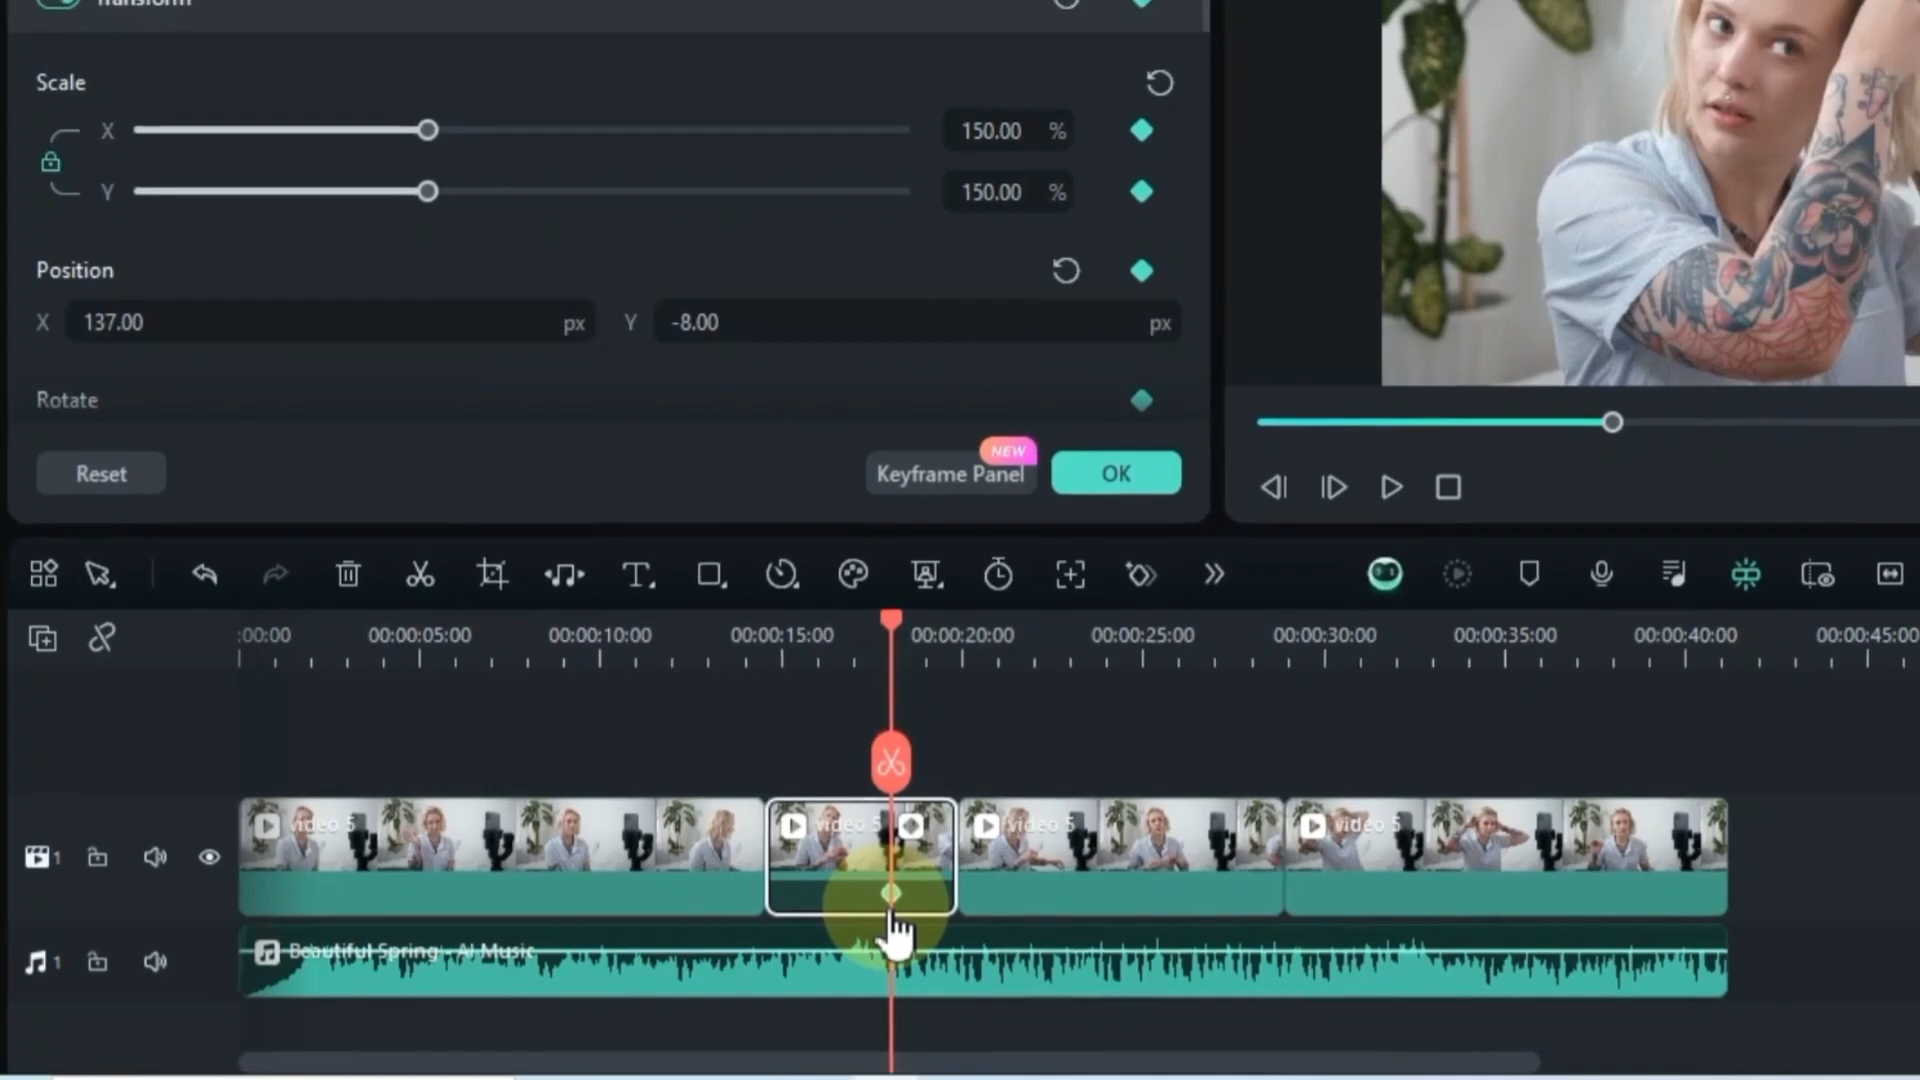 Transform
Scale
X 150.00 %
Y 150.00 %
Position
X 137.00 px Y -8.00 px
Rotate
NEW
Reset Keyframe Panel OK
:00:00 00:00:05:00 00:00:10:00 00:00:15:00 00:00:20:00 00:00:25:00 00:00:30:00 00:00:35:00 00:00:40:00 00:00:45:00
video 5 video 5 video 5 video 5
1
Beautiful Spring - AI Music
1